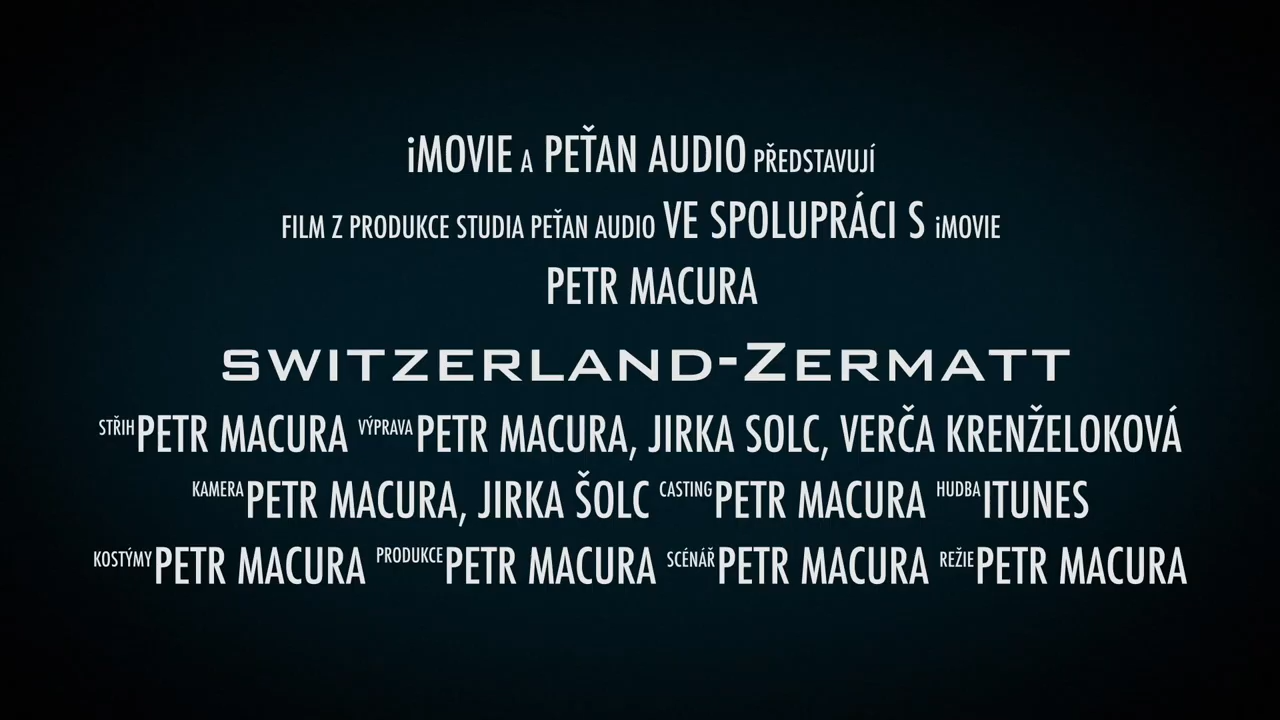 iMOVIE A PEŤAN AUDIO PŘEDSTAVUJÍ
FILM Z PRODUKCE STUDIA PEŤAN AUDIO VE SPOLUPRÁCI S iMOVIE
PETR MACURA
SWITZERLAND-ZERMATT
STŘIH PETR MACURA VÝPRAVA PETR MACURA, JIRKA SOLC, VERČA KRENŽELOKOVÁ
KAMERA PETR MACURA, JIRKA ŠOLC CASTING PETR MACURA HUDBA ITUNES
KOSTÝMY PETR MACURA PRODUKCE PETR MACURA SCÉNÁŘ PETR MACURA REŽIE PETR MACURA